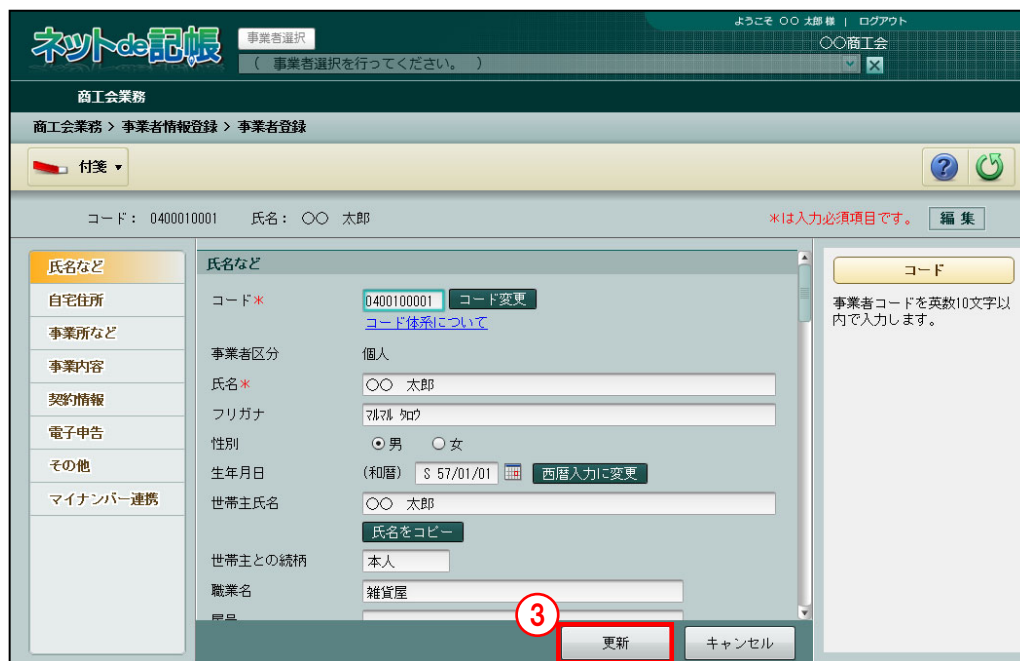 ようこそ 〇〇 太郎 様 | ログアウト
ネットde記帳
事業者選択
〇〇商工会
( 事業者選択を行ってください。 )
商工会業務
商工会業務 > 事業者情報登録 > 事業者登録
付箋 ▼
コード: 0400010001 氏名: 〇〇 太郎
*は入力必須項目です。 編集
氏名など
自宅住所
事業所など
事業内容
契約情報
電子申告
その他
マイナンバー連携
氏名など
コード* 0400100001 コード変更
コード体系について
事業者区分 個人
氏名* 〇〇 太郎
フリガナ ﾏﾙﾏﾙ ﾀﾛｳ
性別 男 女
生年月日 (和暦) S 57/01/01 西暦入力に変更
世帯主氏名 〇〇 太郎
氏名をコピー
世帯主との続柄 本人
職業名 雑貨屋
屋号
③
更新 キャンセル
コード
事業者コードを英数10文字以
内で入力します。